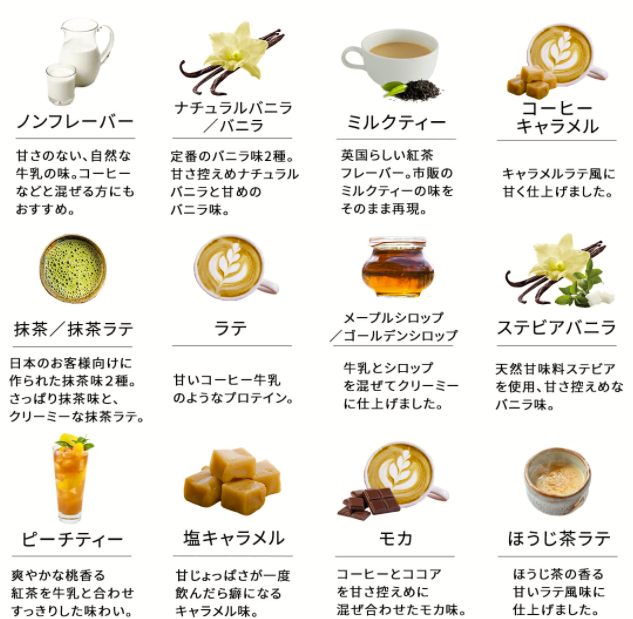 ノンフレーバー
甘さのない、自然な
牛乳の味。コーヒー
などと混ぜる方にも
おすすめ。
ナチュラルバニラ
／バニラ
定番のバニラ味2種。
甘さ控えめナチュラル
バニラと甘めの
バニラ味。
ミルクティー
英国らしい紅茶
フレーバー。市販の
ミルクティーの味を
そのまま再現。
コーヒー
キャラメル
キャラメルラテ風に
甘く仕上げました。
抹茶／抹茶ラテ
日本のお客様向けに
作られた抹茶味2種。
さっぱり抹茶味と、
クリーミーな抹茶ラテ。
ラテ
甘いコーヒー牛乳
のようなプロテイン。
メープルシロップ
／ゴールデンシロップ
牛乳とシロップ
を混ぜてクリーミー
に仕上げました。
ステビアバニラ
天然甘味料ステビア
を使用、甘さ控えめな
バニラ味。
ピーチティー
爽やかな桃香る
紅茶を牛乳と合わせ
すっきりした味わい。
塩キャラメル
甘じょっぱさが一度
飲んだら癖になる
キャラメル味。
モカ
コーヒーとココア
を甘さ控えめに
混ぜ合わせたモカ味。
ほうじ茶ラテ
ほうじ茶の香る
甘いラテ風味に
仕上げました。